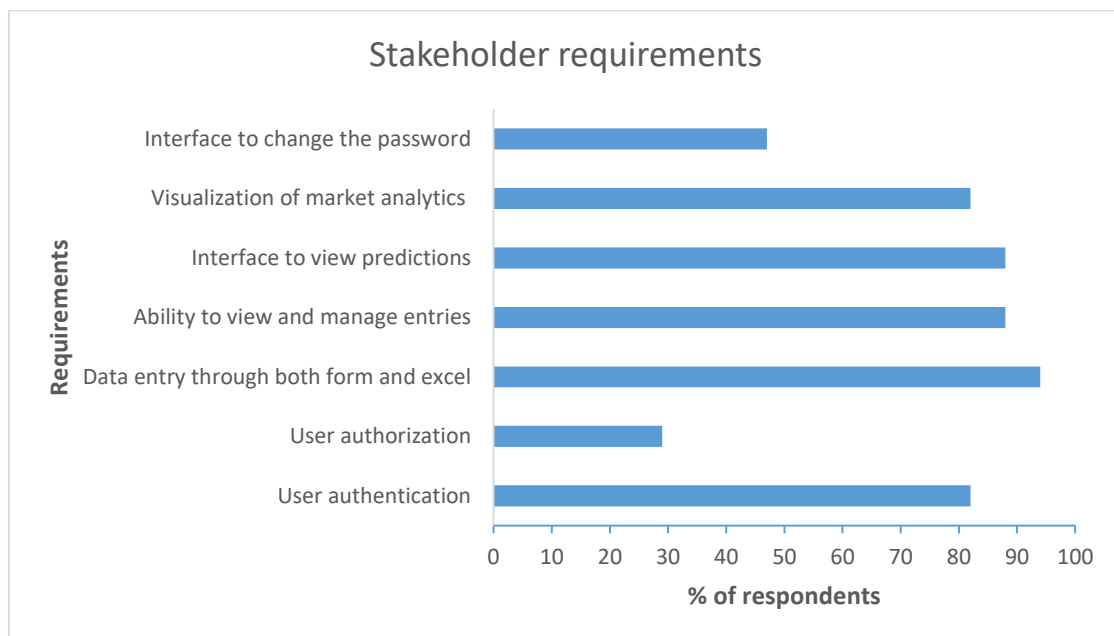 Stakeholder requirements
Requirements
Interface to change the password
Visualization of market analytics
Interface to view predictions
Ability to view and manage entries
Data entry through both form and excel
User authorization
User authentication
0 10 20 30 40 50 60 70 80 90 100
% of respondents